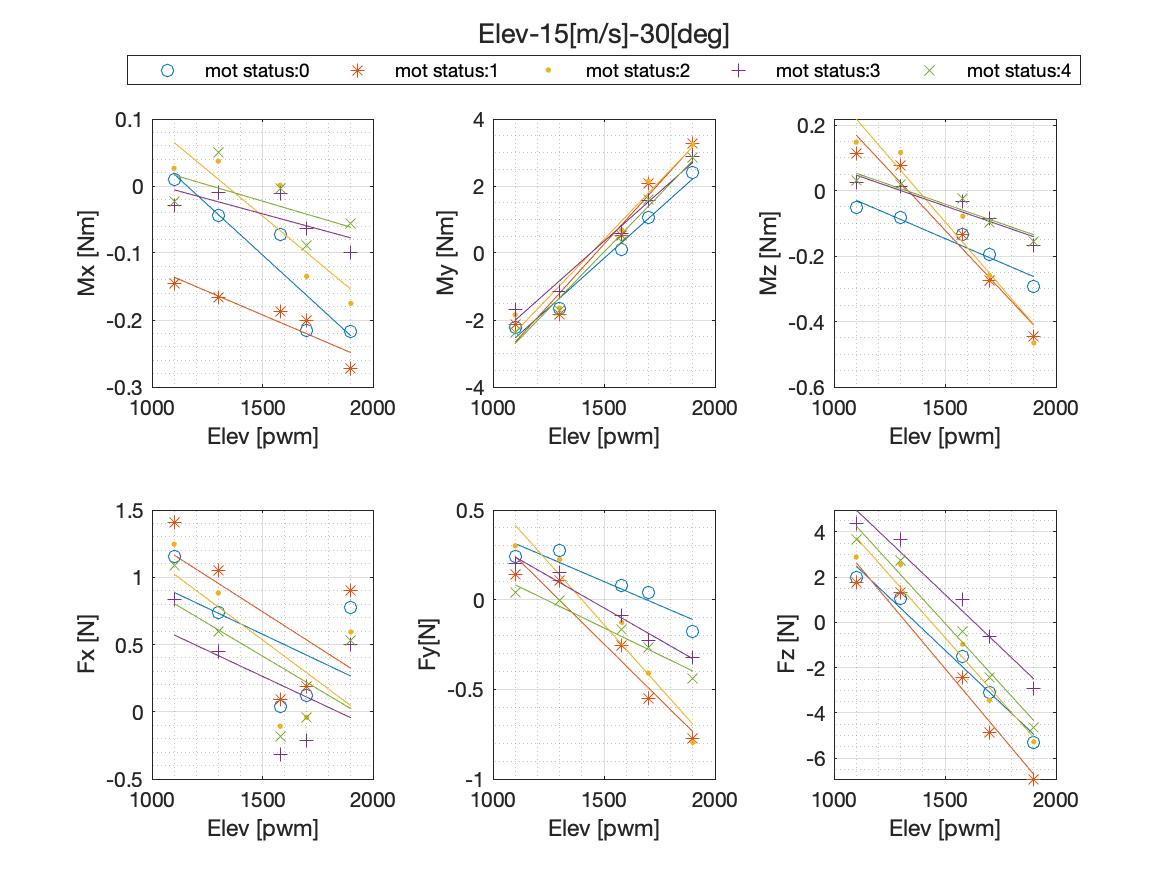 Elev-15[m/s]-30[deg]
mot status:0 mot status:1 mot status:2 mot status:3 mot status:4
0.1
0
-0.1
-0.2
-0.3
Mx [Nm]
1000 1500 2000
Elev [pwm]
4
2
0
-2
-4
My [Nm]
1000 1500 2000
Elev [pwm]
0.2
0
-0.2
-0.4
-0.6
Mz [Nm]
1000 1500 2000
Elev [pwm]
1.5
1
0.5
0
-0.5
Fx [N]
1000 1500 2000
Elev [pwm]
0.5
0
-0.5
-1
Fy[N]
1000 1500 2000
Elev [pwm]
4
2
0
-2
-4
-6
Fz [N]
1000 1500 2000
Elev [pwm]